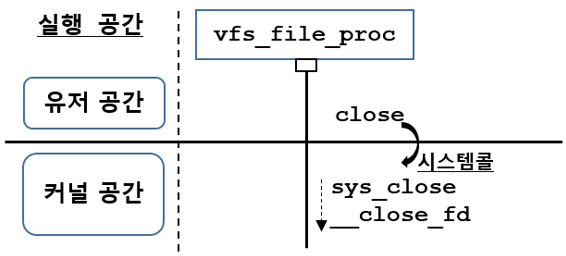 실행 공간
vfs_file_proc
유저 공간
close
시스템콜
커널 공간
sys_close
__close_fd